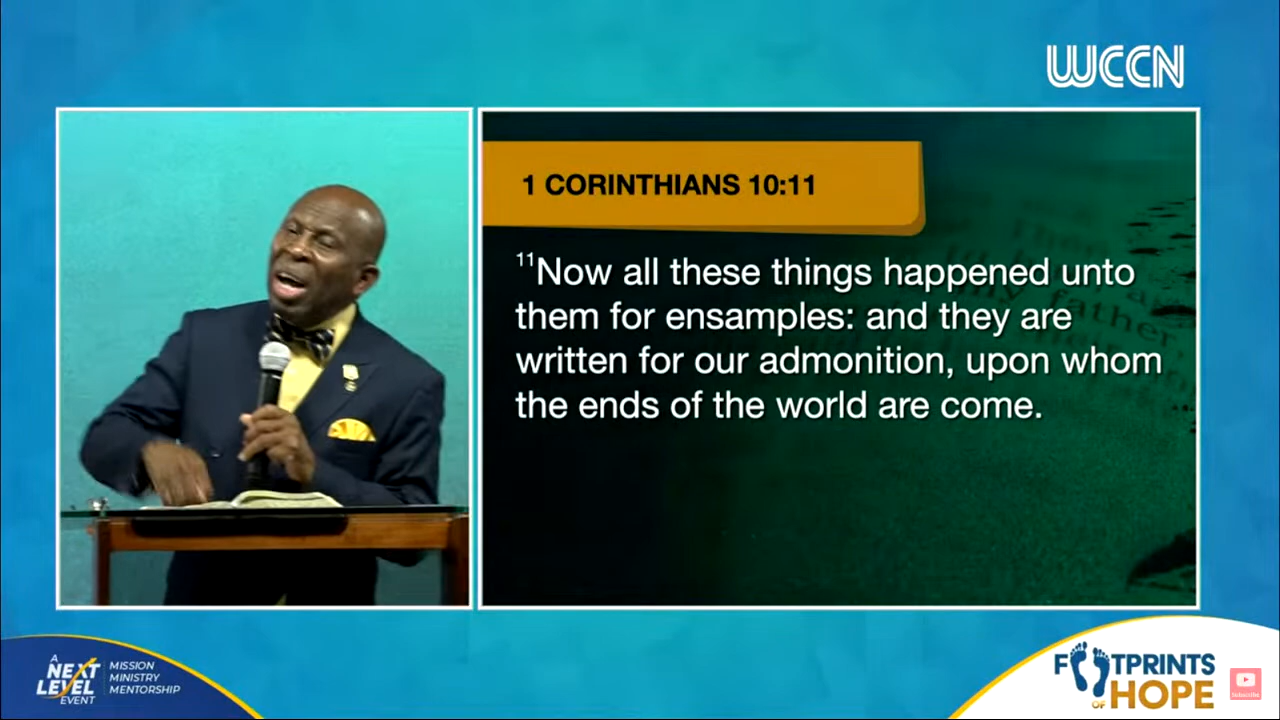 WCCN
1 CORINTHIANS 10:11
11Now all these things happened unto
them for ensamples: and they are
written for our admonition, upon whom
the ends of the world are come.
A
NEXT
LEVEL
EVENT
MISSION
MINISTRY
MENTORSHIP
FOOTPRINTS
OF HOPE
Subscribe